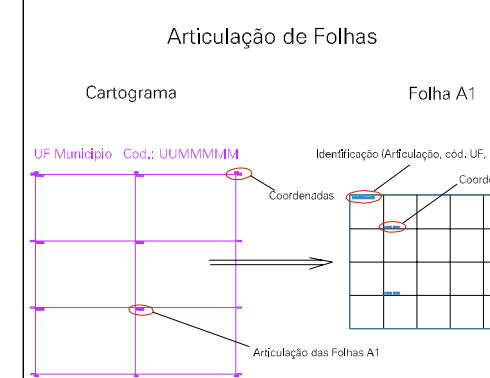 Articulação de Folhas
Cartograma
Folha A1
UF Municipio Cod.: UUMMMMM
Identificação (Articulação, cód. UF,
Coordenadas
Coord
Articulação das Folhas A1